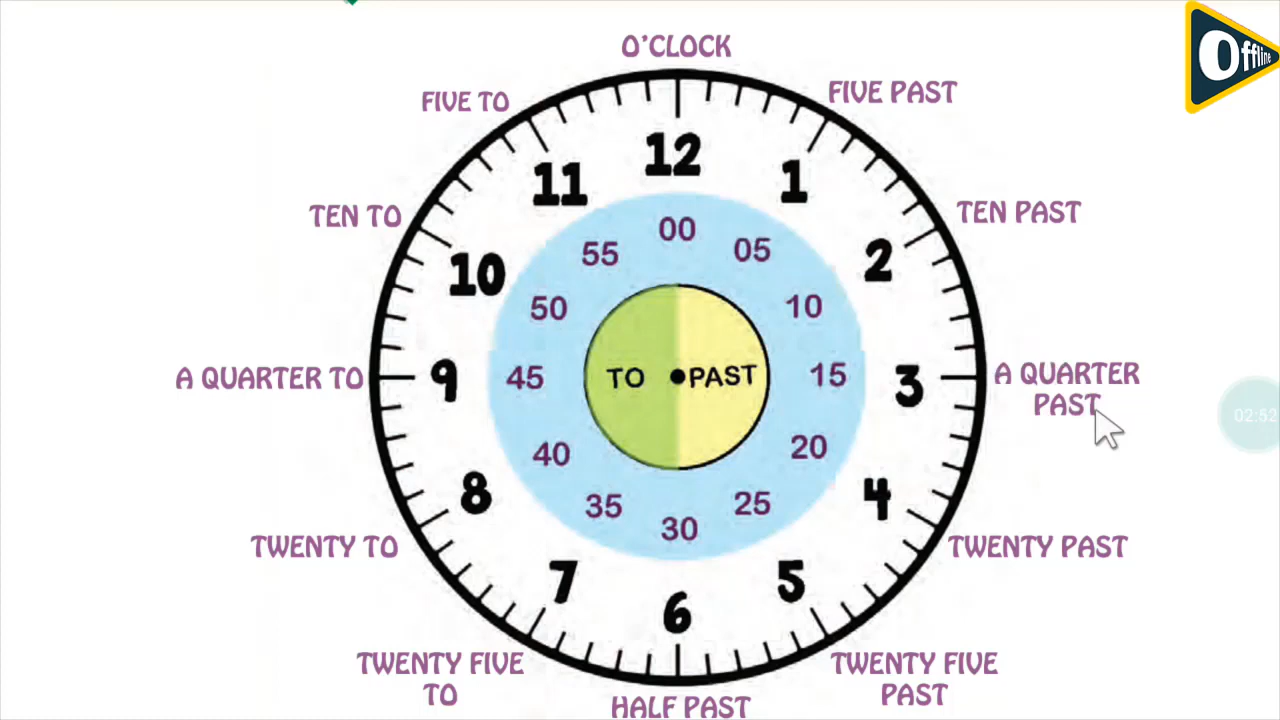 O'CLOCK
FIVE TO
FIVE PAST
TEN TO
TEN PAST
A QUARTER TO
A QUARTER
PAST
TWENTY TO
TWENTY PAST
TWENTY FIVE
TO
TWENTY FIVE
PAST
HALF PAST
12
1
2
3
4
5
6
7
8
9
10
11
00
05
10
15
20
25
30
35
40
45
50
55
TO
PAST
Offline
02:52